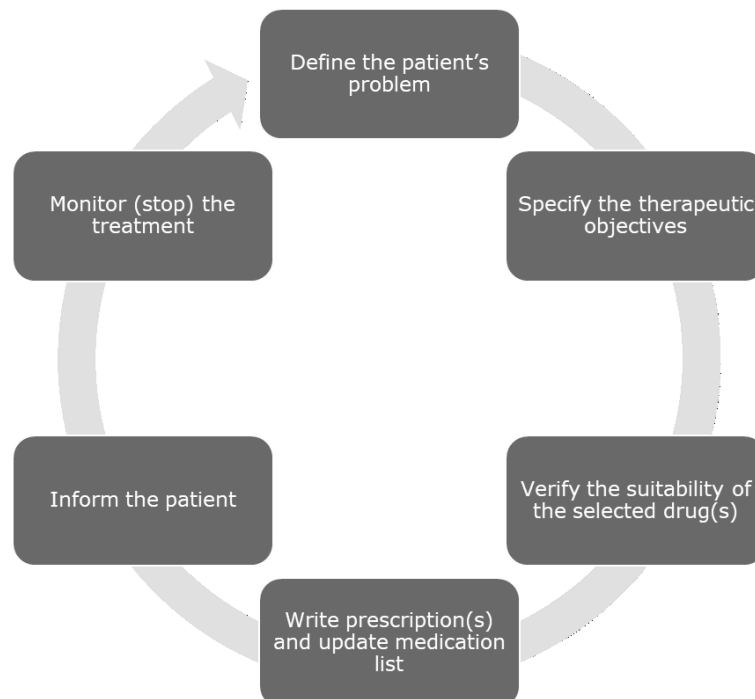 Define the patient's
problem
Specify the therapeutic
objectives
Verify the suitability of
the selected drug(s)
Write prescription(s)
and update medication
list
Inform the patient
Monitor (stop) the
treatment